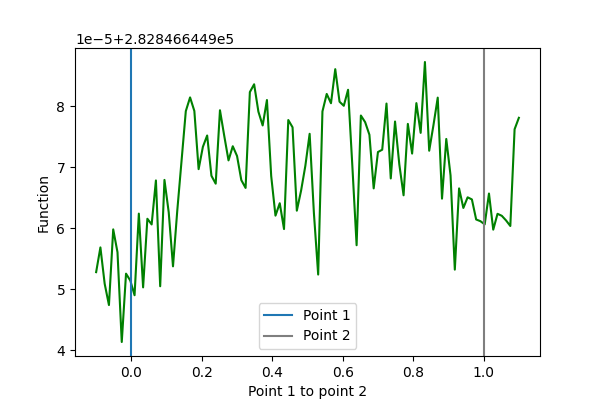 1e−5+2.828466449e5
Function
8
7
6
5
4
Point 1
Point 2
0.0 0.2 0.4 0.6 0.8 1.0
Point 1 to point 2